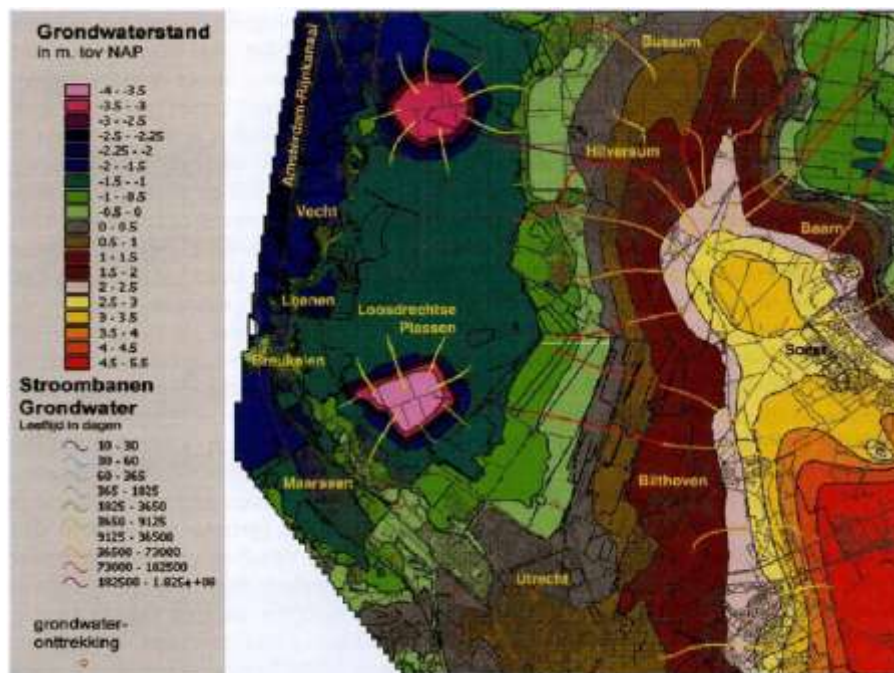 Grondwaterstand
in m. tov NAP
-4 - -3.5
-3.5 - -3
-3 - -2.5
-2.5 - -2.25
-2.25 - -2
-2 - -1.5
-1.5 - -1
-1 - -0.5
-0.5 - 0
0 - 0.5
0.5 - 1
1 - 1.5
1.5 - 2
2 - 2.5
2.5 - 3
3 - 3.5
3.5 - 4
4 - 4.5
4.5 - 5.5
Stroombanen
Grondwater
Leeftijd in dagen
10 - 30
30 - 60
60 - 365
365 - 1825
1825 - 3650
3650 - 9125
9125 - 36500
36500 - 73000
73000 - 182500
182500 - 1.825e+08
grondwater-
onttrekking
Amsterdam-Rijnkanaal
Bussum
Hilversum
Vecht
Baarn
Loenen
Loosdrechtse
Plassen
Breukelen
Soest
Maarssen
Bilthoven
Utrecht